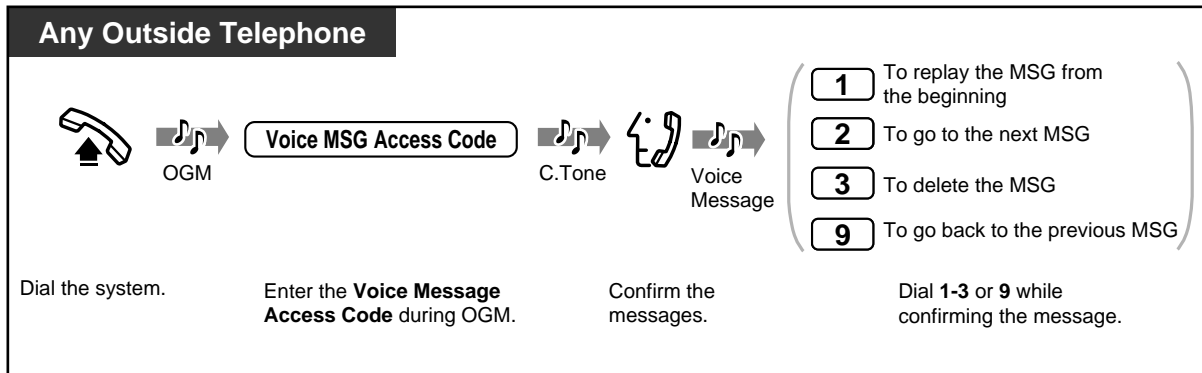 Any Outside Telephone
OGM
Voice MSG Access Code
C.Tone
Voice
Message
1 To replay the MSG from
the beginning
2 To go to the next MSG
3 To delete the MSG
9 To go back to the previous MSG
Dial the system.
Enter the Voice Message
Access Code during OGM.
Confirm the
messages.
Dial 1-3 or 9 while
confirming the message.